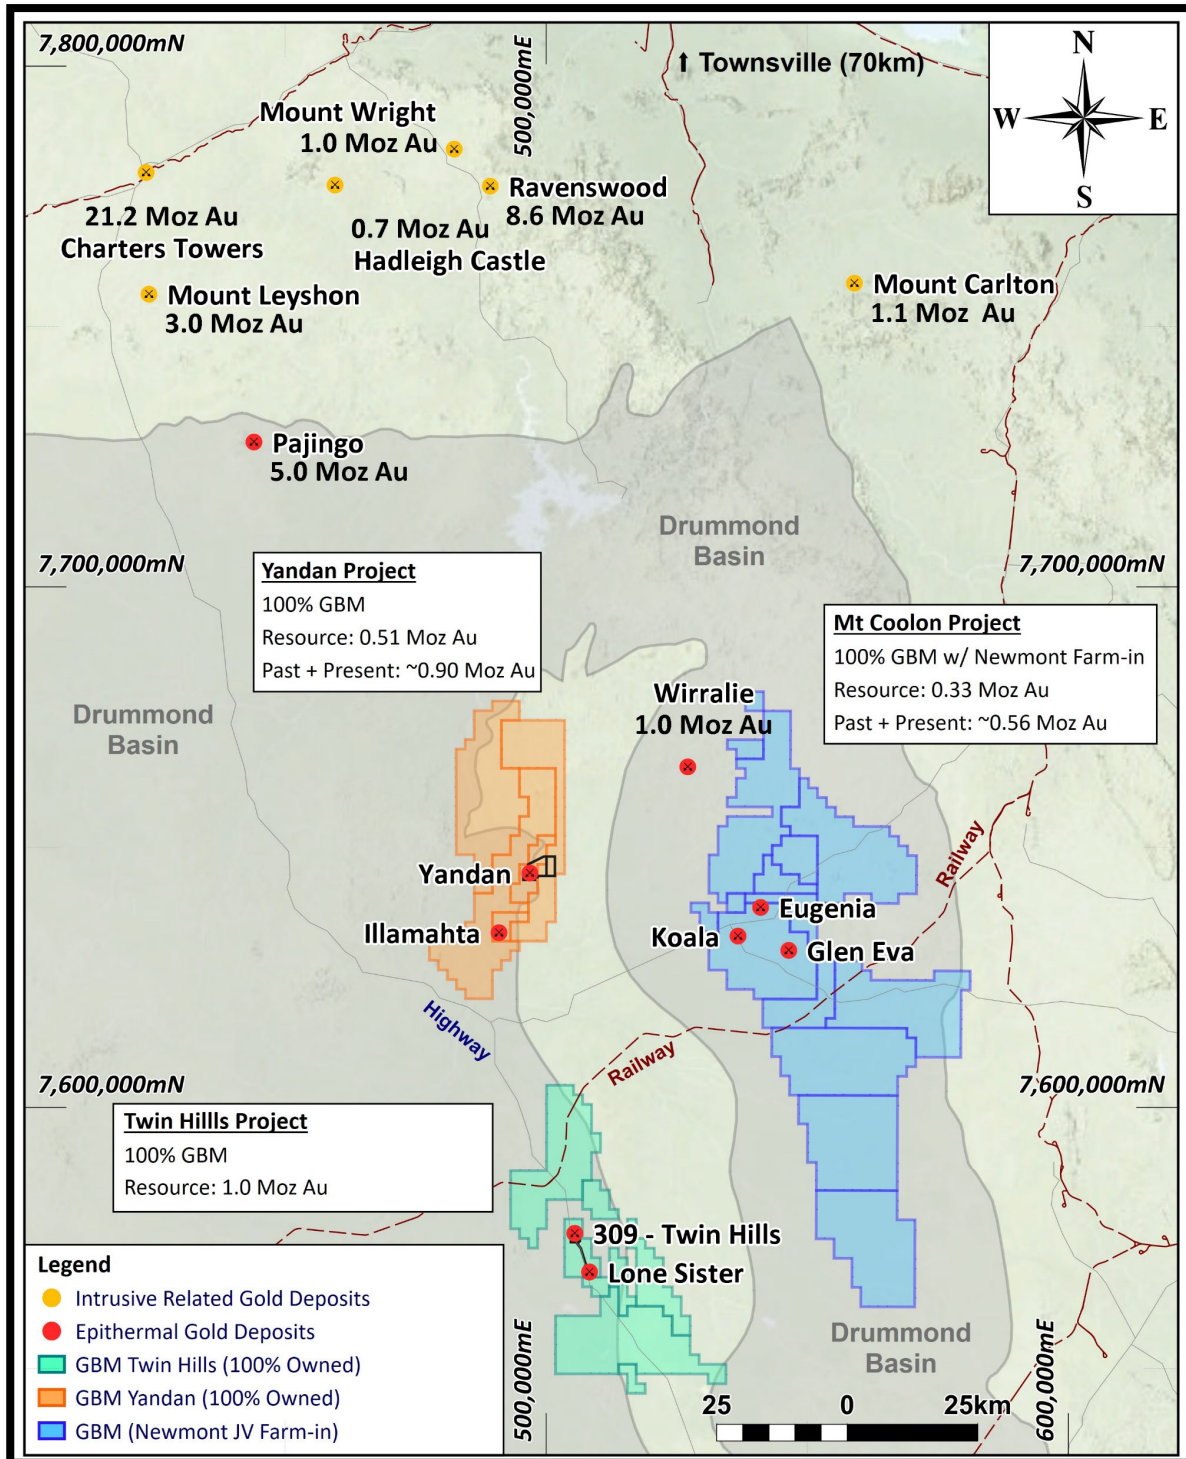 7,800,000mN
500,000mE
Townsville (70km)
N
W
E
S
Mount Wright
1.0 Moz Au
Ravenswood
8.6 Moz Au
21.2 Moz Au
Charters Towers
0.7 Moz Au
Hadleigh Castle
Mount Leyshon
3.0 Moz Au
Mount Carlton
1.1 Moz Au
Pajingo
5.0 Moz Au
Drummond
Basin
7,700,000mN
7,700,000mN
Yandan Project
100% GBM
Resource: 0.51 Moz Au
Past + Present: ~0.90 Moz Au
Mt Coolon Project
100% GBM w/ Newmont Farm-in
Resource: 0.33 Moz Au
Past + Present: ~0.56 Moz Au
Wirralie
1.0 Moz Au
Drummond
Basin
Railway
Yandan
Illamahta
Eugenia
Koala
Glen Eva
Highway
Railway
7,600,000mN
7,600,000mN
Twin Hillls Project
100% GBM
Resource: 1.0 Moz Au
309 - Twin Hills
Lone Sister
Legend
Intrusive Related Gold Deposits
Epithermal Gold Deposits
GBM Twin Hills (100% Owned)
GBM Yandan (100% Owned)
GBM (Newmont JV Farm-in)
500,000mE
Drummond
Basin
600,000mE
25 0 25km